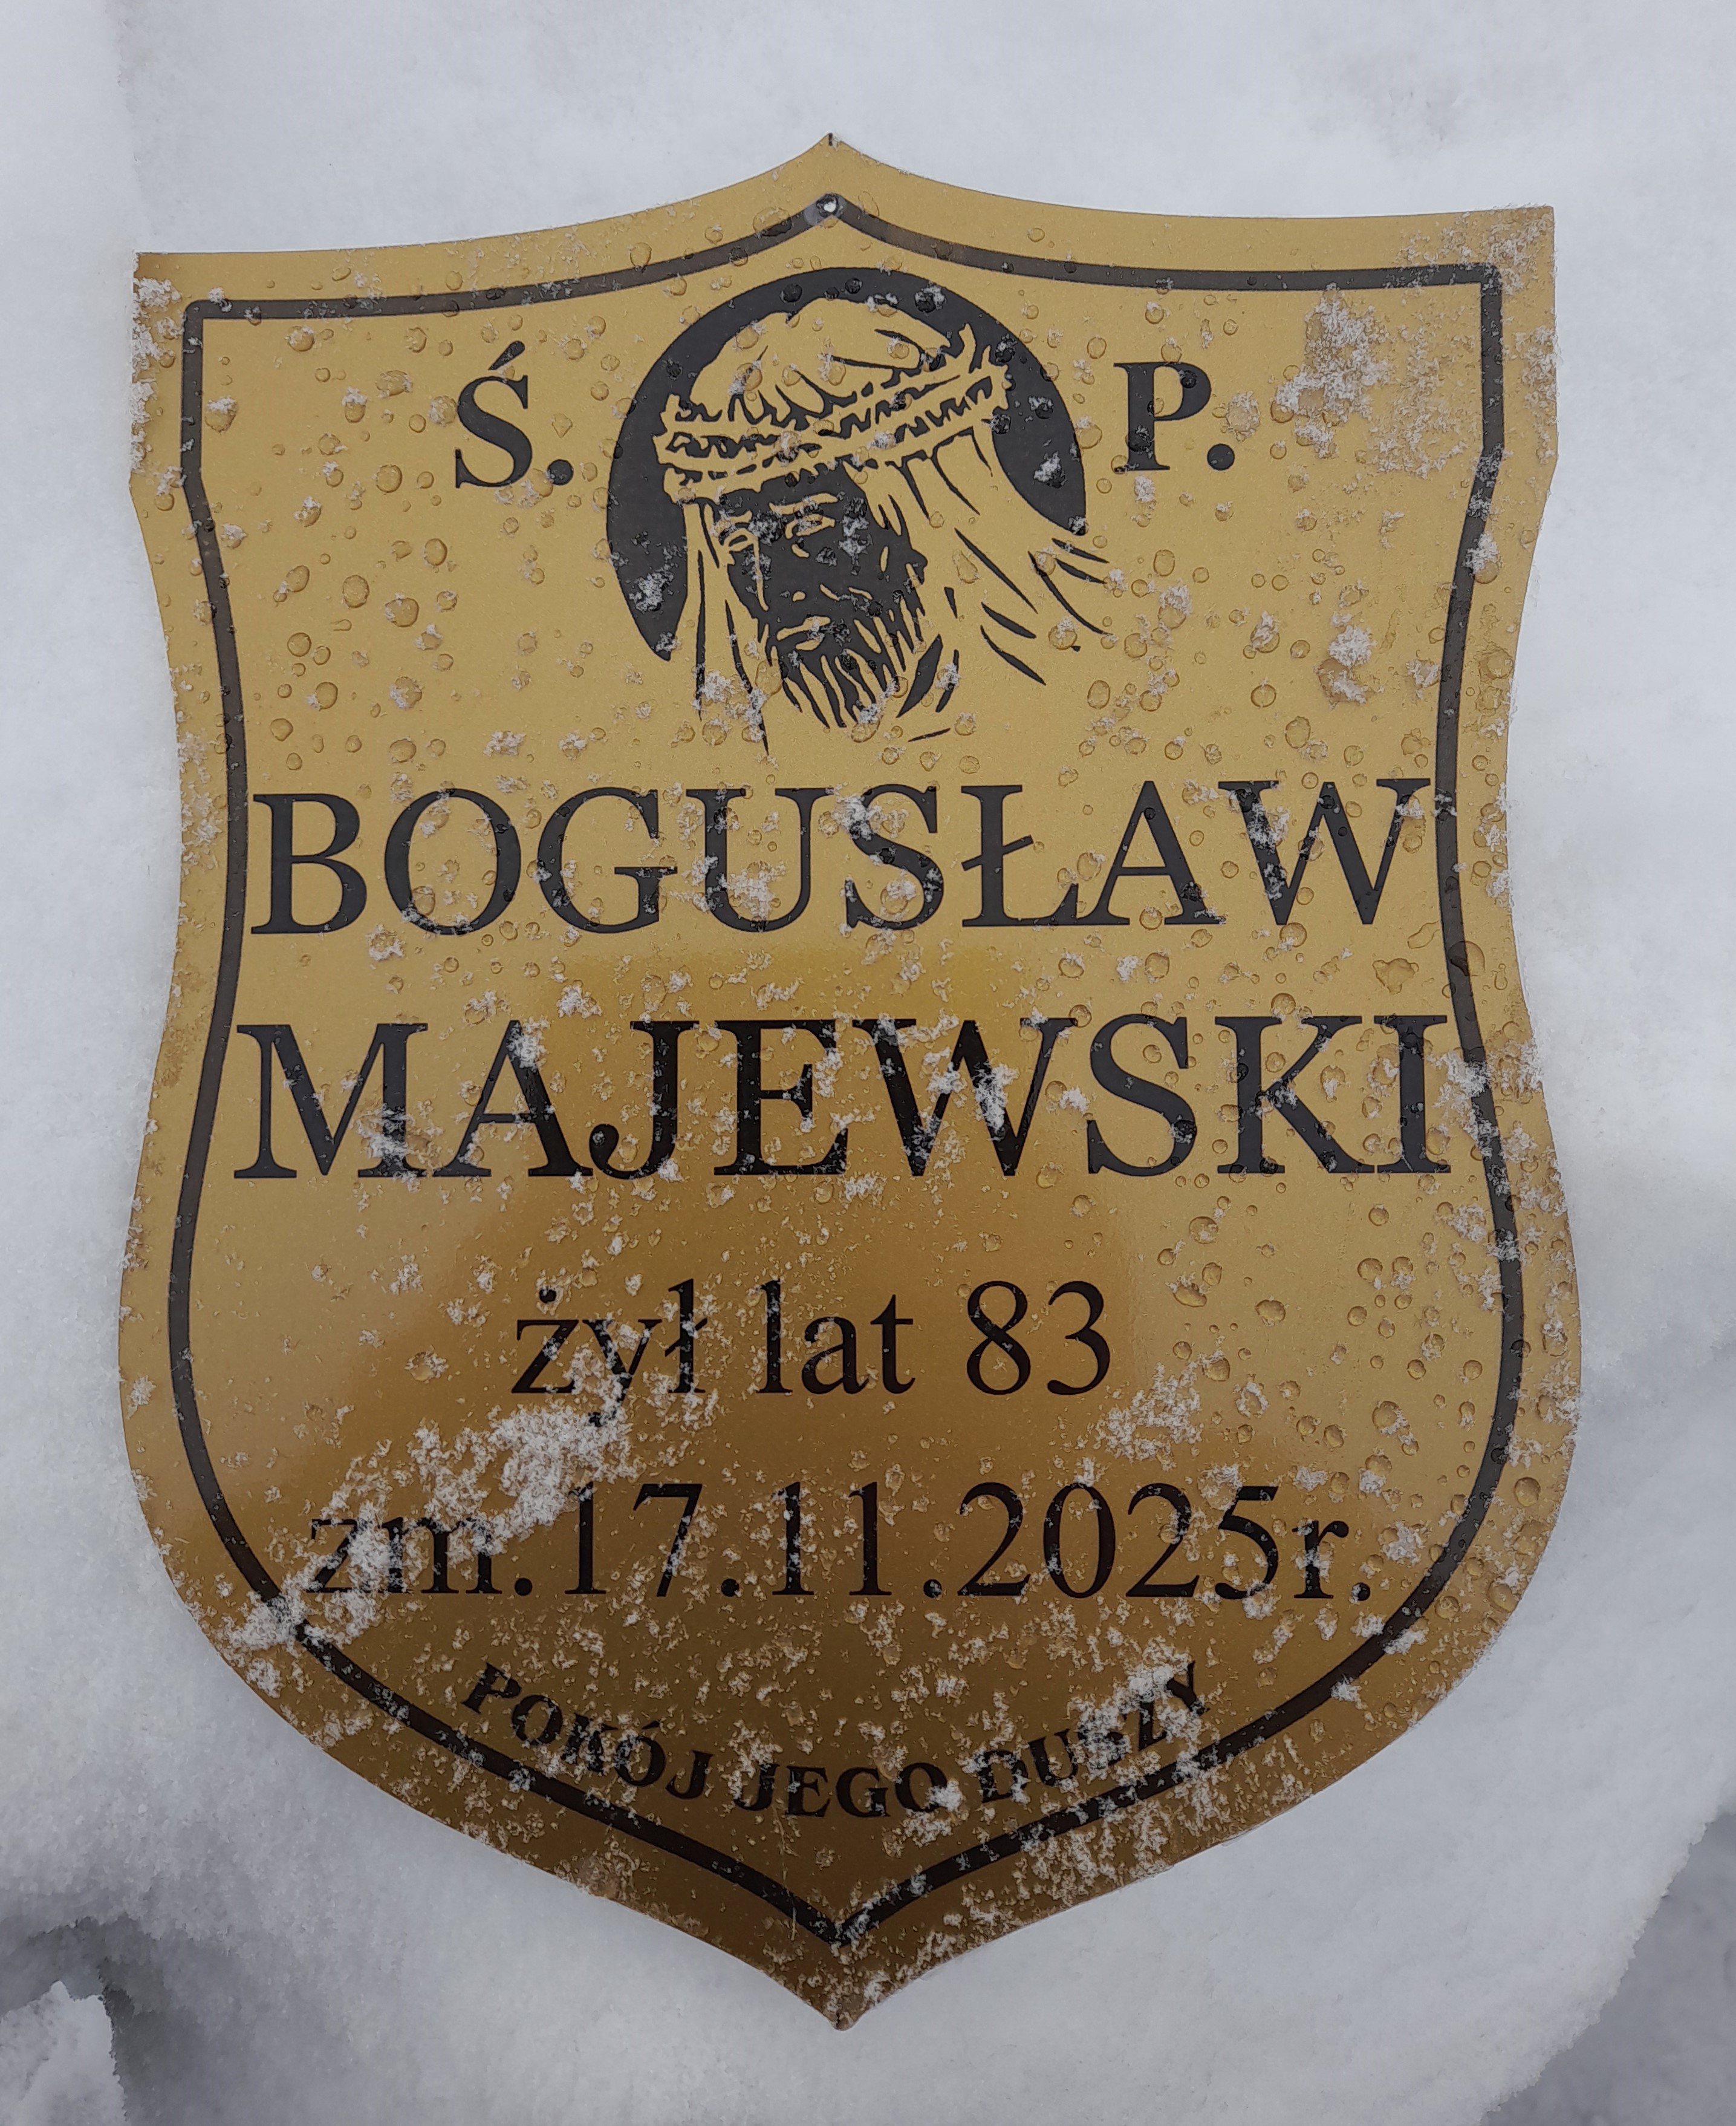 Ś. P.
BOGUSŁAW
MAJEWSKI
żył lat 83
zm.17.11.2025r.
POKÓJ JEGO DUSZY